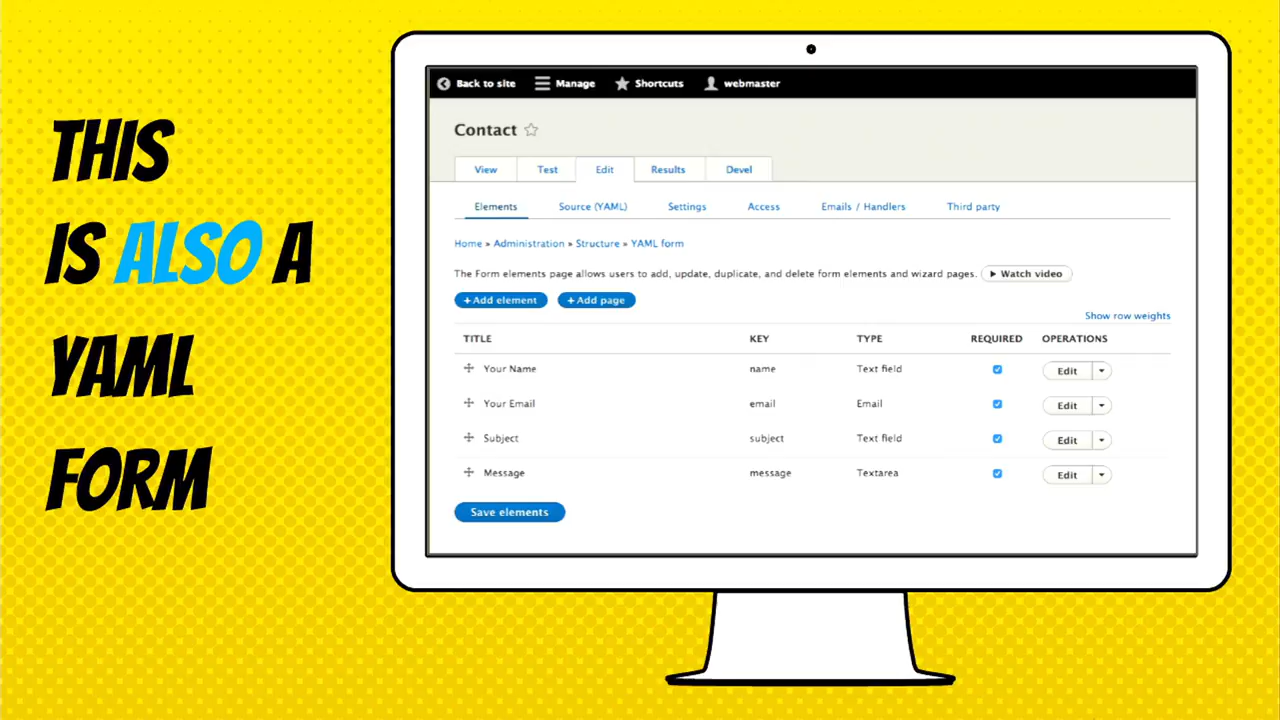 THIS
IS ALSO A
YAML
FORM
Back to site Manage Shortcuts webmaster
Contact
View Test Edit Results Devel
Elements Source (YAML) Settings Access Emails / Handlers Third party
Home » Administration » Structure » YAML form
The Form elements page allows users to add, update, duplicate, and delete form elements and wizard pages. Watch video
+ Add element + Add page
Show row weights
TITLE KEY TYPE REQUIRED OPERATIONS
Your Name name Text field Edit
Your Email email Email Edit
Subject subject Text field Edit
Message message Textarea Edit
Save elements